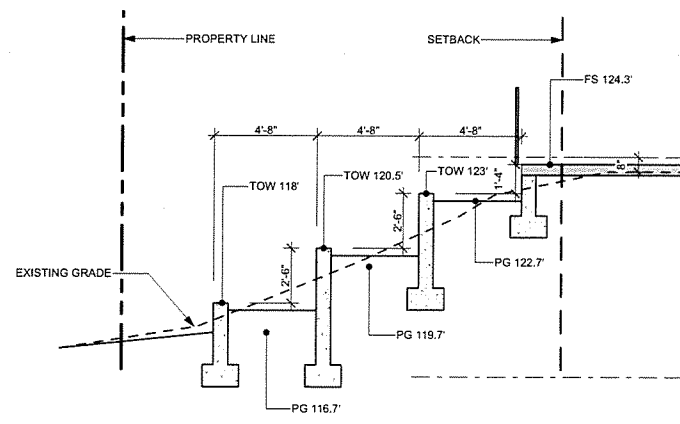 PROPERTY LINE
SETBACK
FS 124.3'
4'-8"
4'-8"
4'-8"
8"
TOW 118'
TOW 120.5'
TOW 123'
1'-4"
2'-6"
2'-6"
PG 122.7'
EXISTING GRADE
PG 119.7'
PG 116.7'